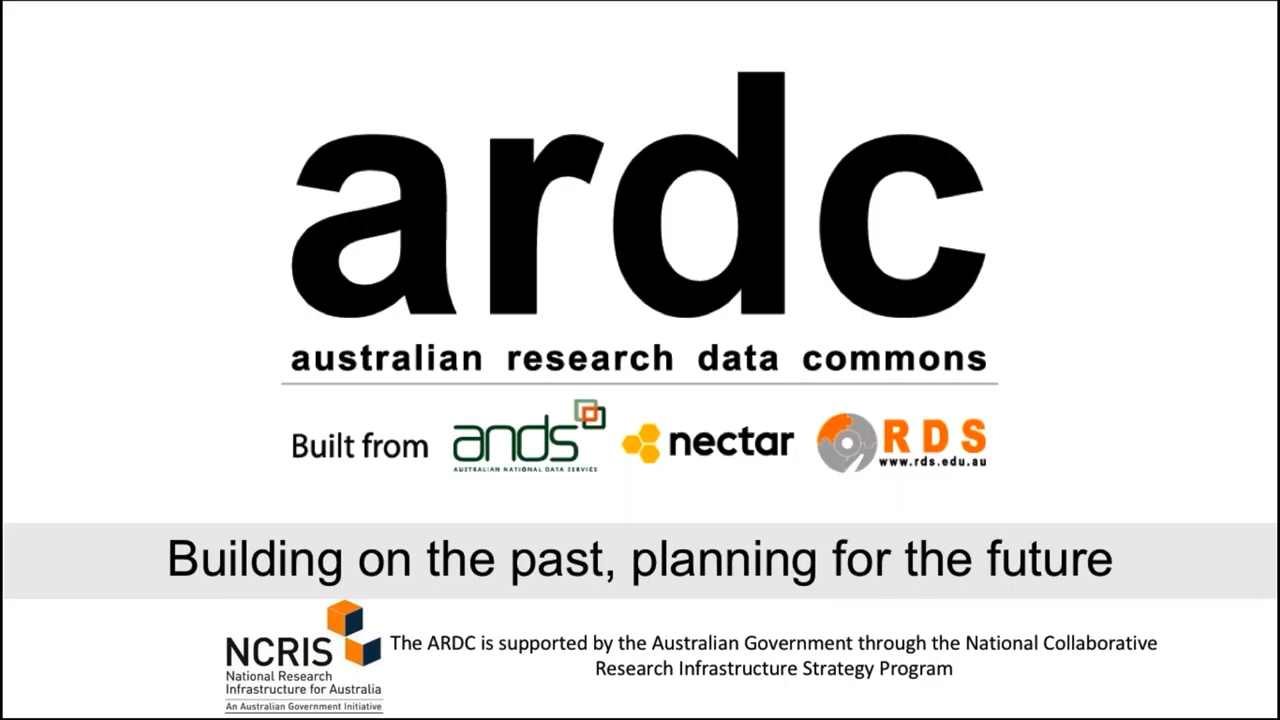 ardc
australian research data commons
Built from ands nectar RDS
AUSTRALIAN NATIONAL DATA SERVICE www.rds.edu.au
Building on the past, planning for the future
NCRIS
National Research
Infrastructure for Australia
An Australian Government Initiative
The ARDC is supported by the Australian Government through the National Collaborative
Research Infrastructure Strategy Program